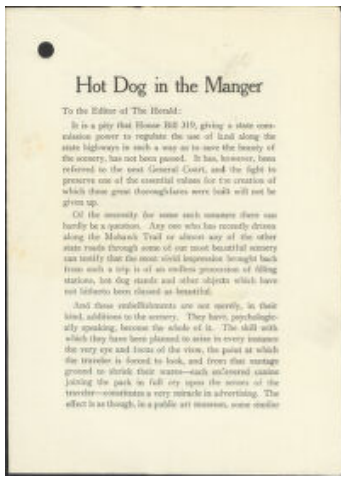 Hot Dog in the Manger
To the Editor of The Herald:
It is a pity that House Bill 319, giving a state com-
mission power to regulate the use of land along the
state highways in such a way as to save the beauty of
the scenery, has not been passed. It has, however, been
referred to the next General Court, and the fight to
preserve one of the essential values for the creation of
which these great thoroughfares were built will not be
given up.
Of the necessity for some such measure there can
hardly be a question. Any one who has recently driven
along the Mohawk Trail or almost any of the other
state roads through some of our most beautiful scenery
can testify that the most vivid impression brought back
from such a trip is of an endless procession of filling
stations, hot dog stands and other objects which have
not hitherto been classed as beautiful.
And these embellishments are not merely, in their
kind, additions to the scenery. They have, psychologic-
ally speaking, become the whole of it. The skill with
which they have been planned to seize in every instance
the very eye and focus of the view, the point at which
the traveler is forced to look, and from that vantage
ground to shriek their wares—each enlivered canine
joining the pack in full cry upon the senses of the
traveler—constitutes a very miracle in advertising. The
effect is as though, in a public art museum, some similar